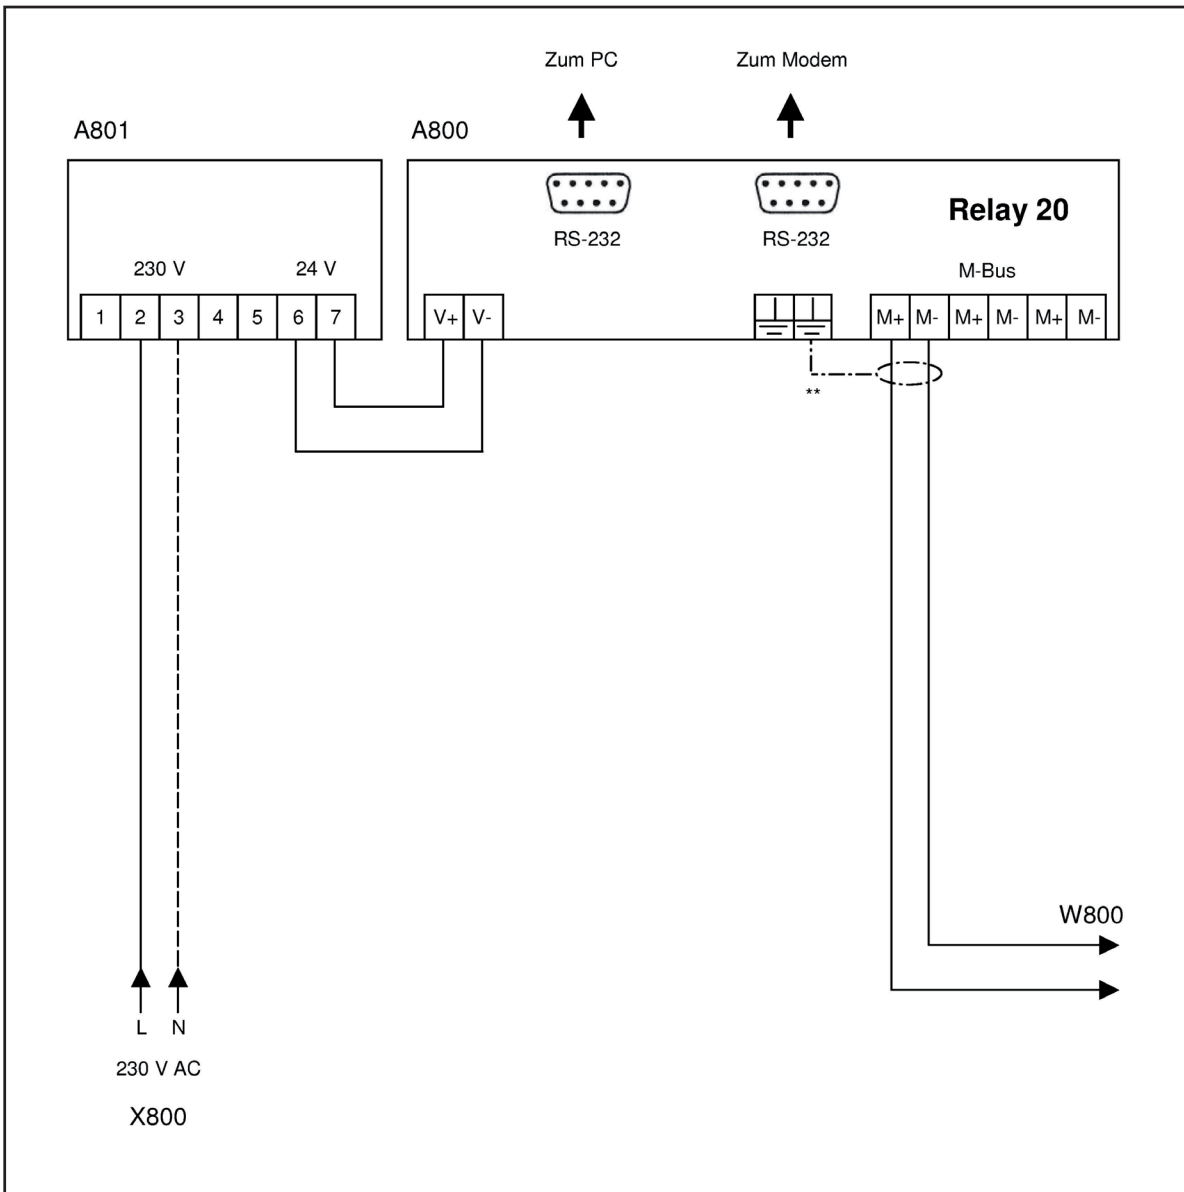 Zum PC Zum Modem
A801 A800
Relay 20
RS-232 RS-232
230 V 24 V M-Bus
1 2 3 4 5 6 7 V+ V- M+ M- M+ M- M+ M-
**
W800
L N
230 V AC
X800